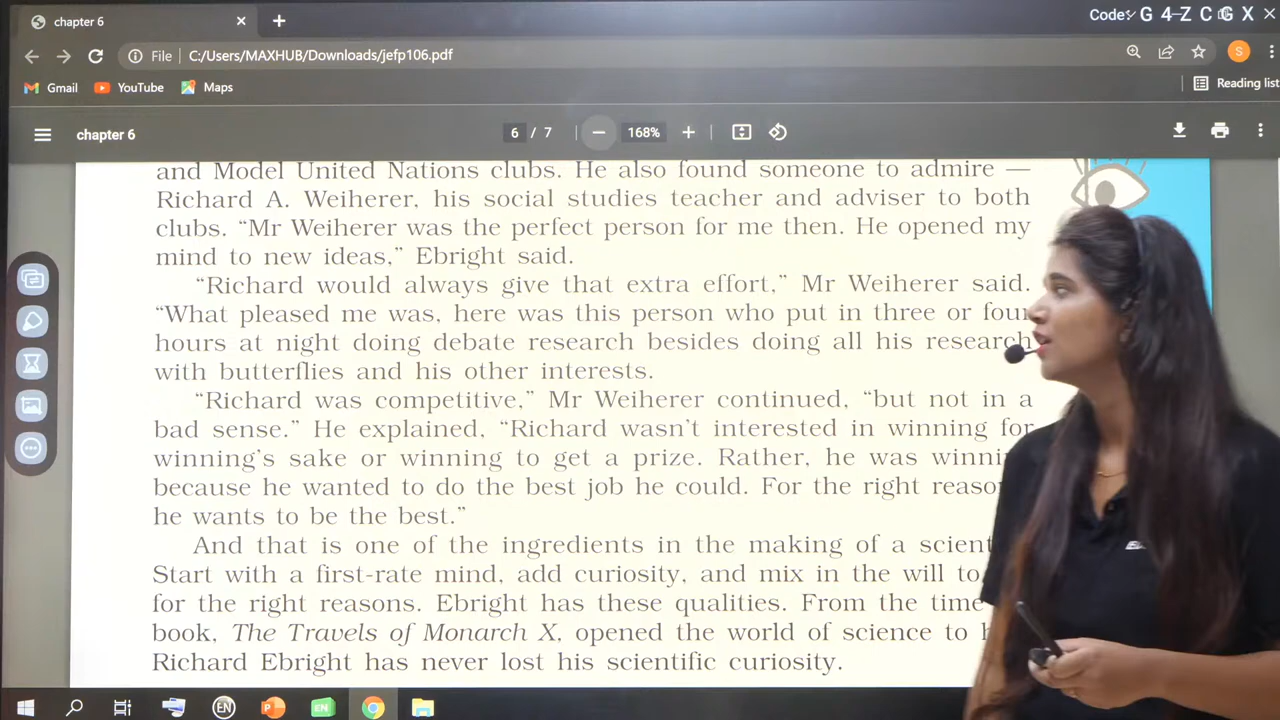 chapter 6
Code: G 4 Z C G X
File C:/Users/MAXHUB/Downloads/jefp106.pdf
S
Gmail YouTube Maps
Reading list
chapter 6
6 / 7
168%
and Model United Nations clubs. He also found someone to admire —
Richard A. Weiherer, his social studies teacher and adviser to both
clubs. “Mr Weiherer was the perfect person for me then. He opened my
mind to new ideas,” Ebright said.
“Richard would always give that extra effort,” Mr Weiherer said.
“What pleased me was, here was this person who put in three or four
hours at night doing debate research besides doing all his research
with butterflies and his other interests.
“Richard was competitive,” Mr Weiherer continued, “but not in a
bad sense.” He explained, “Richard wasn’t interested in winning for
winning’s sake or winning to get a prize. Rather, he was
because he wanted to do the best job he could. For the right
he wants to be the best.”
And that is one of the ingredients in the making of a
Start with a first-rate mind, add curiosity, and mix in the will to
for the right reasons. Ebright has these qualities. From the time
book, The Travels of Monarch X, opened the world of science to
Richard Ebright has never lost his scientific curiosity.
EN
P
EN